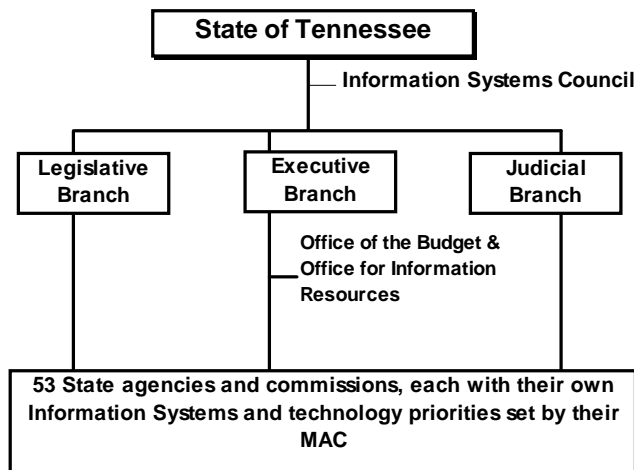 State of Tennessee
Information Systems Council
Legislative
Branch
Executive
Branch
Judicial
Branch
Office of the Budget &
Office for Information
Resources
53 State agencies and commissions, each with their own
Information Systems and technology priorities set by their
MAC